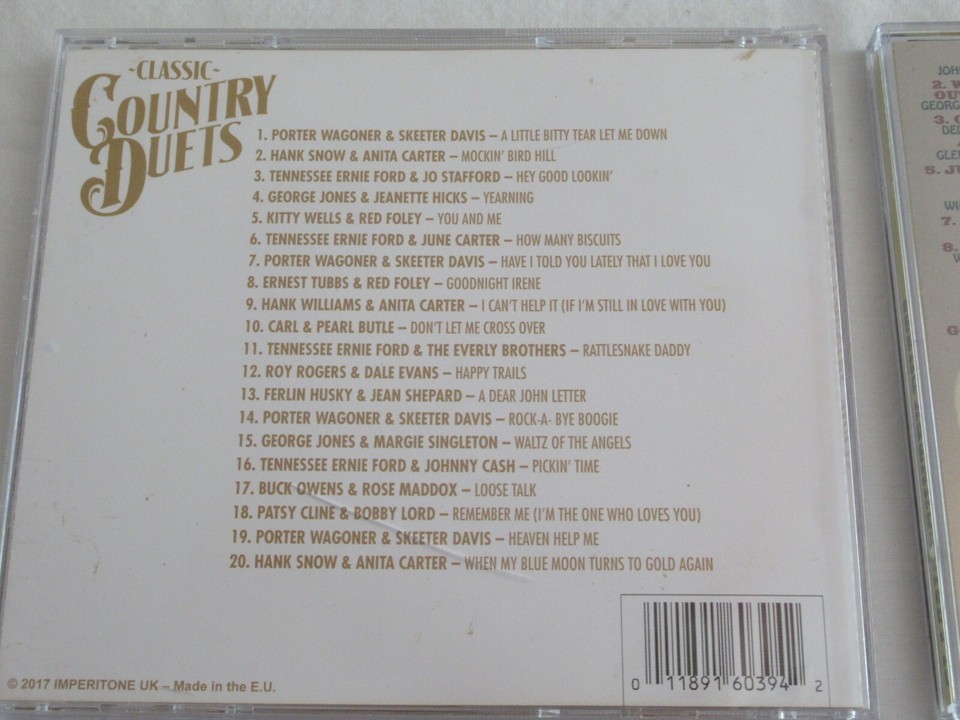 -CLASSIC-
COUNTRY
DUETS
1. PORTER WAGONER & SKEETER DAVIS – A LITTLE BITTY TEAR LET ME DOWN
2. HANK SNOW & ANITA CARTER – MOCKIN' BIRD HILL
3. TENNESSEE ERNIE FORD & JO STAFFORD – HEY GOOD LOOKIN'
4. GEORGE JONES & JEANETTE HICKS – YEARNING
5. KITTY WELLS & RED FOLEY – YOU AND ME
6. TENNESSEE ERNIE FORD & JUNE CARTER – HOW MANY BISCUITS
7. PORTER WAGONER & SKEETER DAVIS – HAVE I TOLD YOU LATELY THAT I LOVE YOU
8. ERNEST TUBBS & RED FOLEY – GOODNIGHT IRENE
9. HANK WILLIAMS & ANITA CARTER – I CAN'T HELP IT (IF I'M STILL IN LOVE WITH YOU)
10. CARL & PEARL BUTLE – DON'T LET ME CROSS OVER
11. TENNESSEE ERNIE FORD & THE EVERLY BROTHERS – RATTLESNAKE DADDY
12. ROY ROGERS & DALE EVANS – HAPPY TRAILS
13. FERLIN HUSKY & JEAN SHEPARD – A DEAR JOHN LETTER
14. PORTER WAGONER & SKEETER DAVIS – ROCK-A- BYE BOOGIE
15. GEORGE JONES & MARGIE SINGLETON – WALTZ OF THE ANGELS
16. TENNESSEE ERNIE FORD & JOHNNY CASH – PICKIN' TIME
17. BUCK OWENS & ROSE MADDOX – LOOSE TALK
18. PATSY CLINE & BOBBY LORD – REMEMBER ME (I'M THE ONE WHO LOVES YOU)
19. PORTER WAGONER & SKEETER DAVIS – HEAVEN HELP ME
20. HANK SNOW & ANITA CARTER – WHEN MY BLUE MOON TURNS TO GOLD AGAIN
© 2017 IMPERITONE UK – Made in the E.U.
0 11891 60394 2
2.
3.
5.
7.
8.